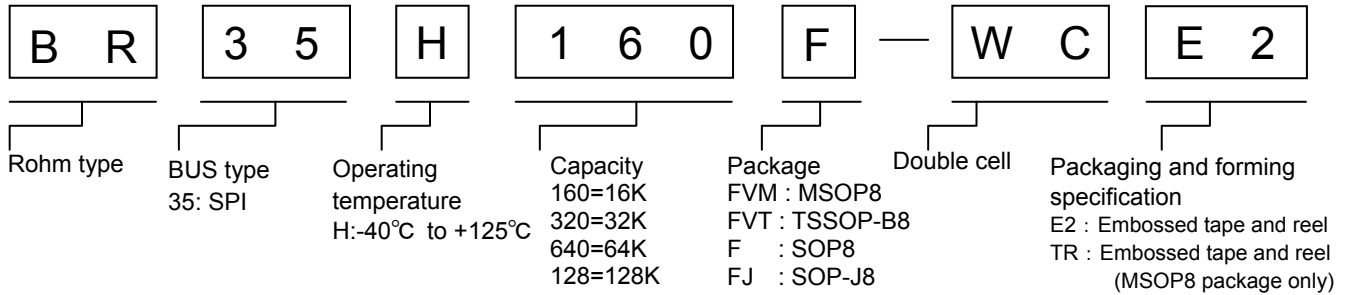 B R 3 5 H 1 6 0 F — W C E 2
Rohm type
BUS type
35: SPI
Operating
temperature
H:-40℃ to +125℃
Capacity
160=16K
320=32K
640=64K
128=128K
Package
FVM : MSOP8
FVT : TSSOP-B8
F : SOP8
FJ : SOP-J8
Double cell
Packaging and forming
specification
E2：Embossed tape and reel
TR：Embossed tape and reel
(MSOP8 package only)